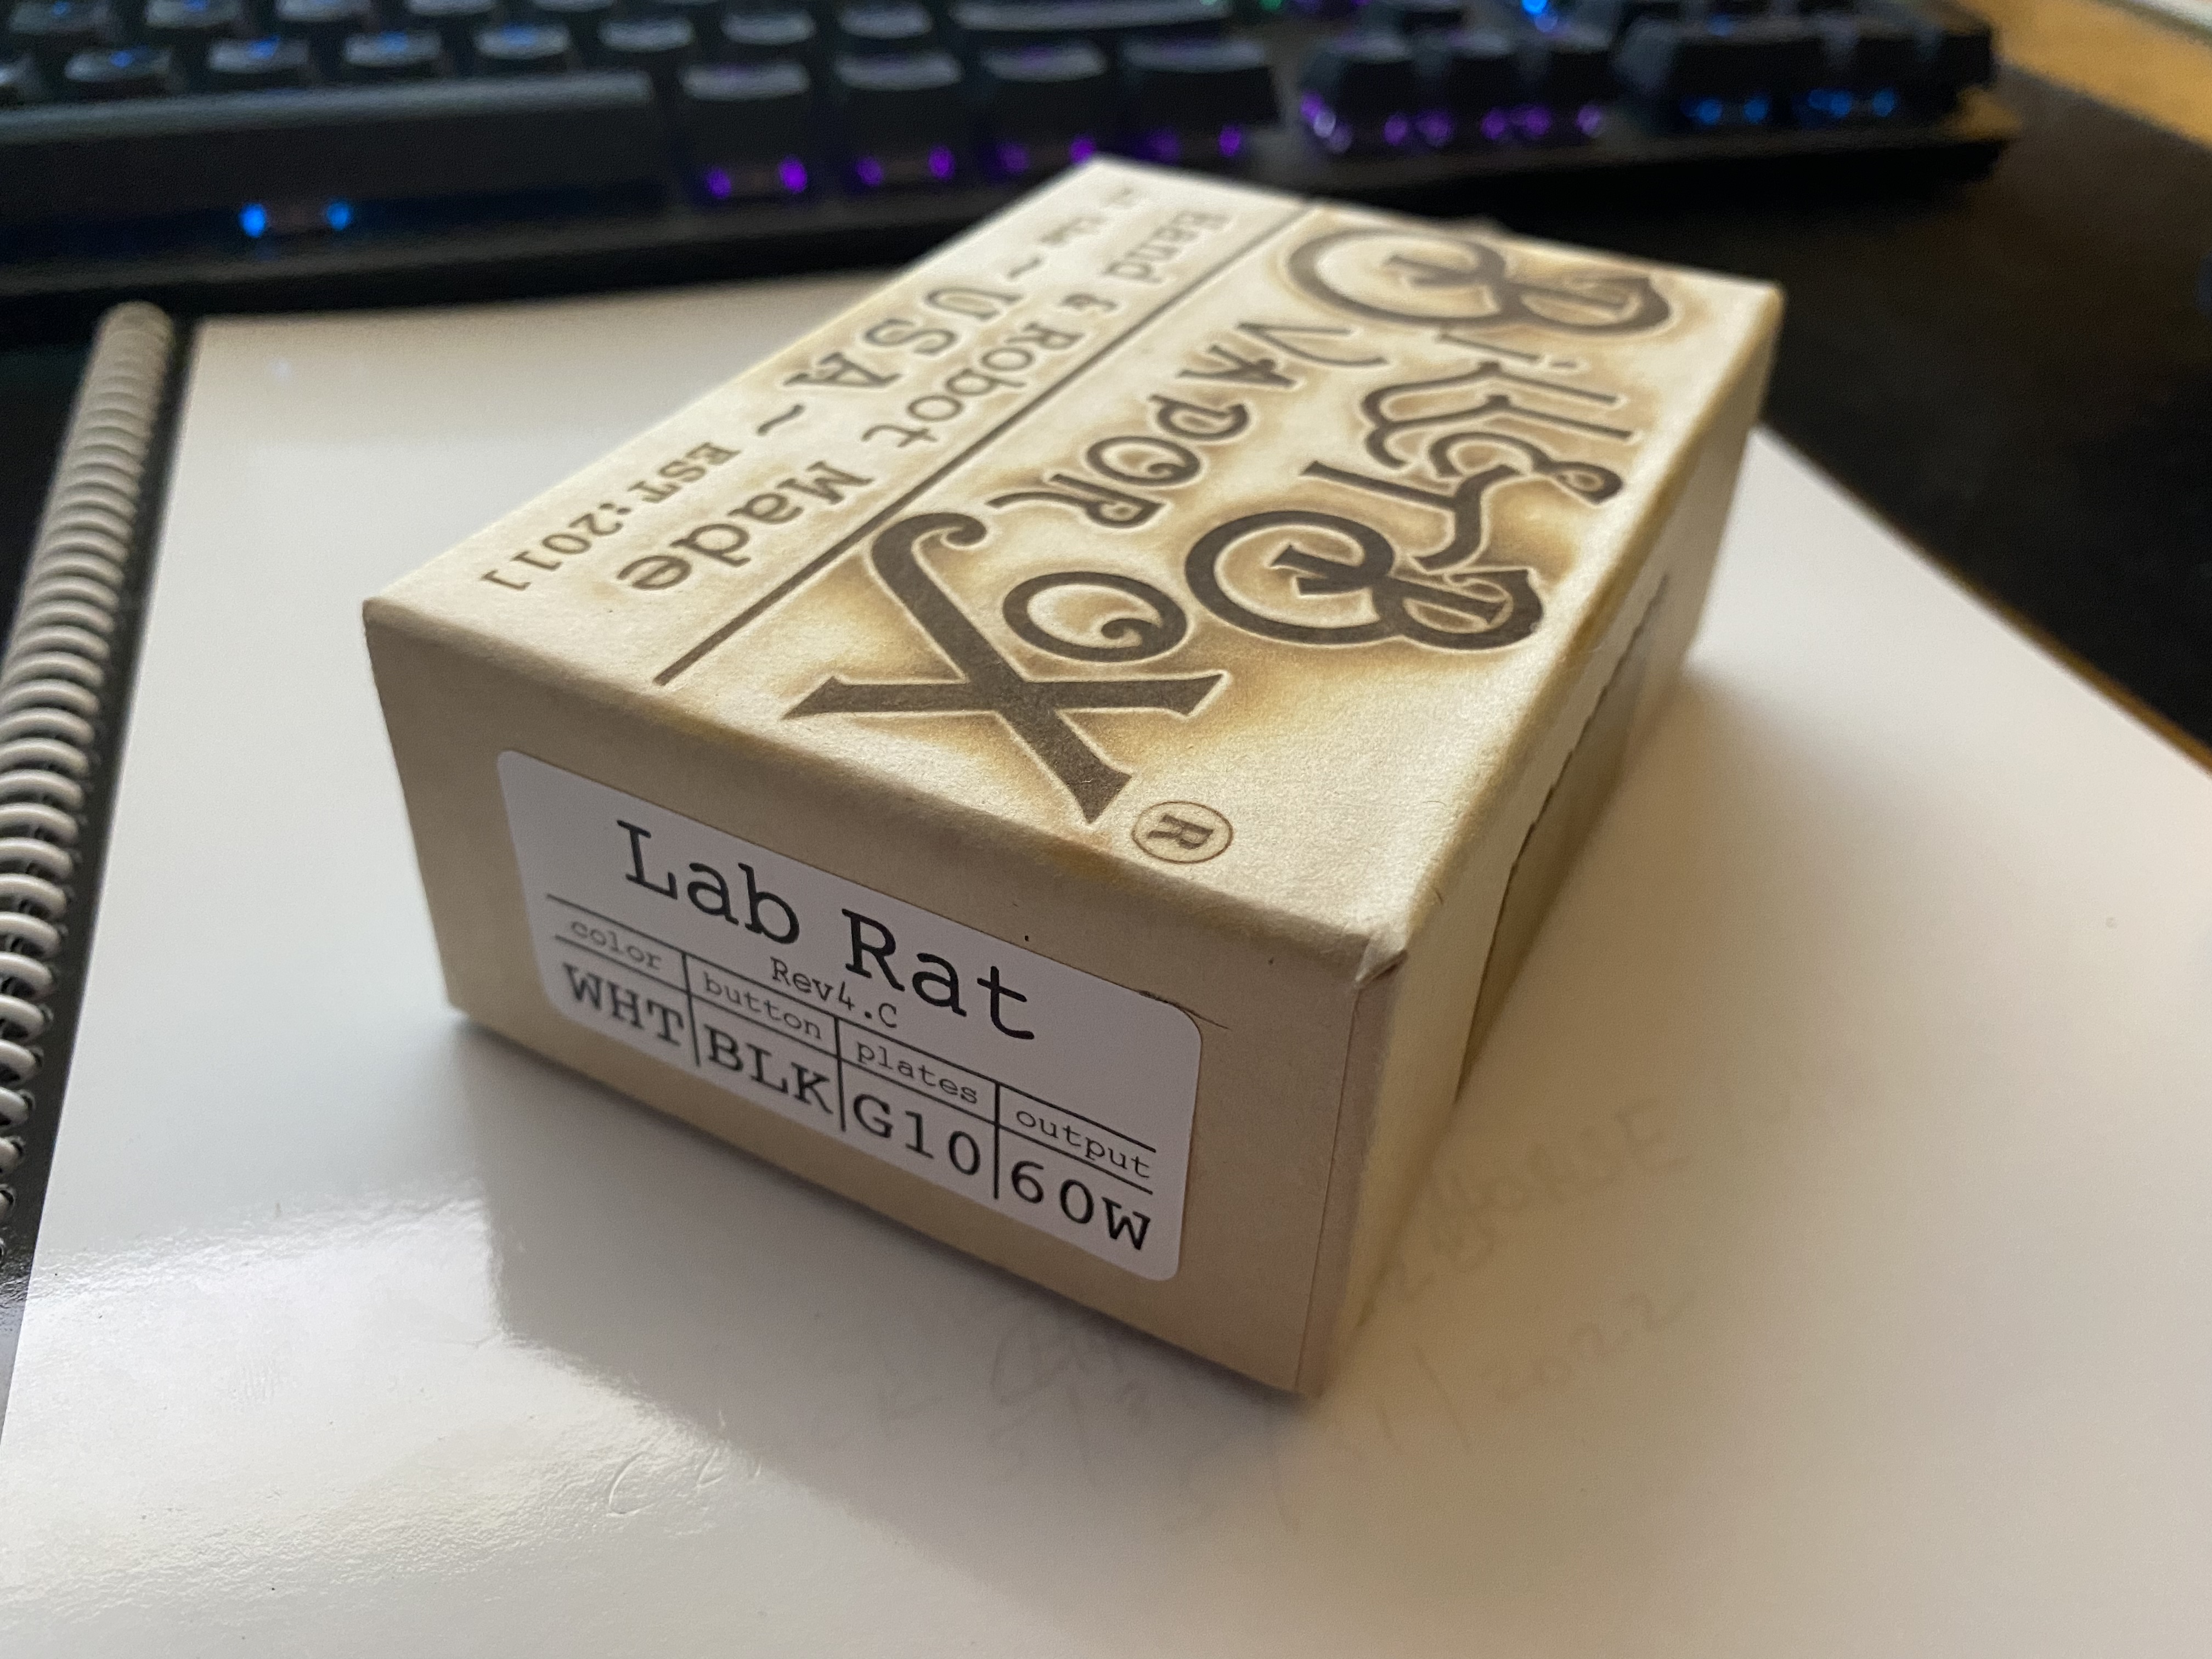 BilleT BoX ®
VAPOR
Hand & Robot Made
~ USA ~ EST:2011
Lab Rat
Rev4.C
color button plates output
WHT BLK G10 60W